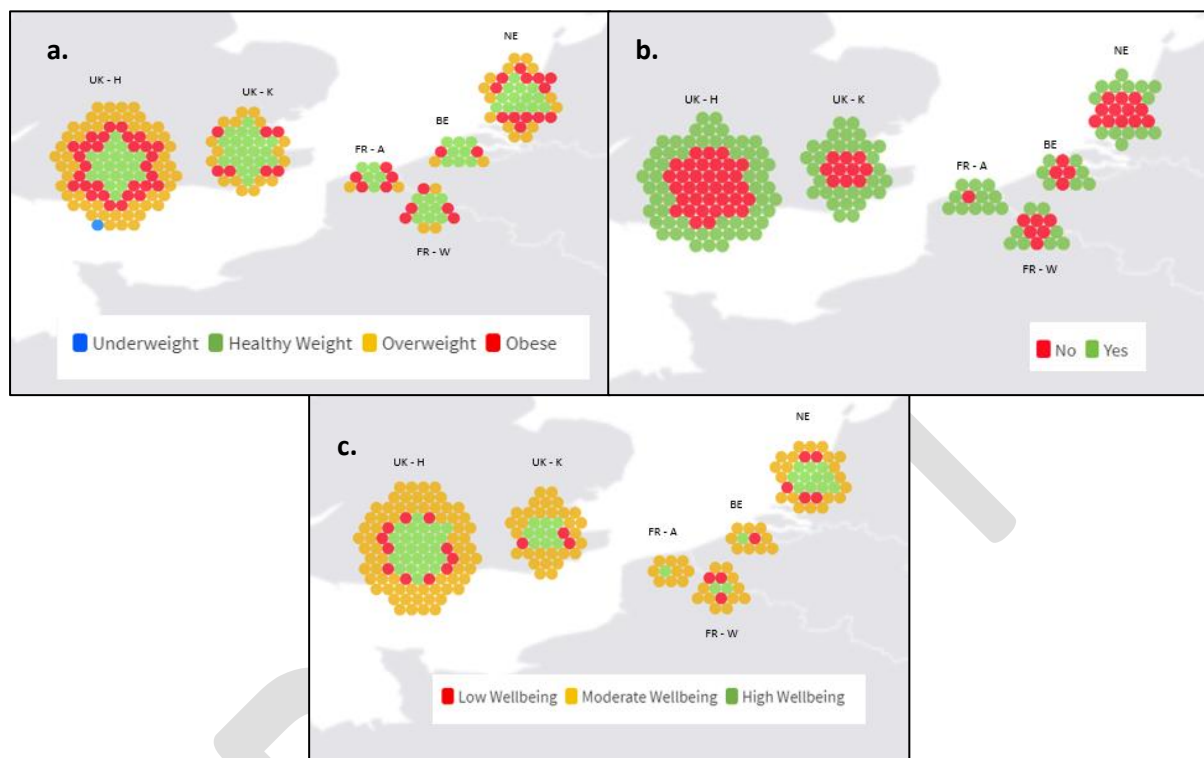 a.
NE
UK - H
UK - K
BE
FR - A
FR - W
Underweight Healthy Weight Overweight Obese
b.
NE
UK - H
UK - K
BE
FR - A
FR - W
No Yes
c.
NE
UK - H
UK - K
BE
FR - A
FR - W
Low Wellbeing Moderate Wellbeing High Wellbeing